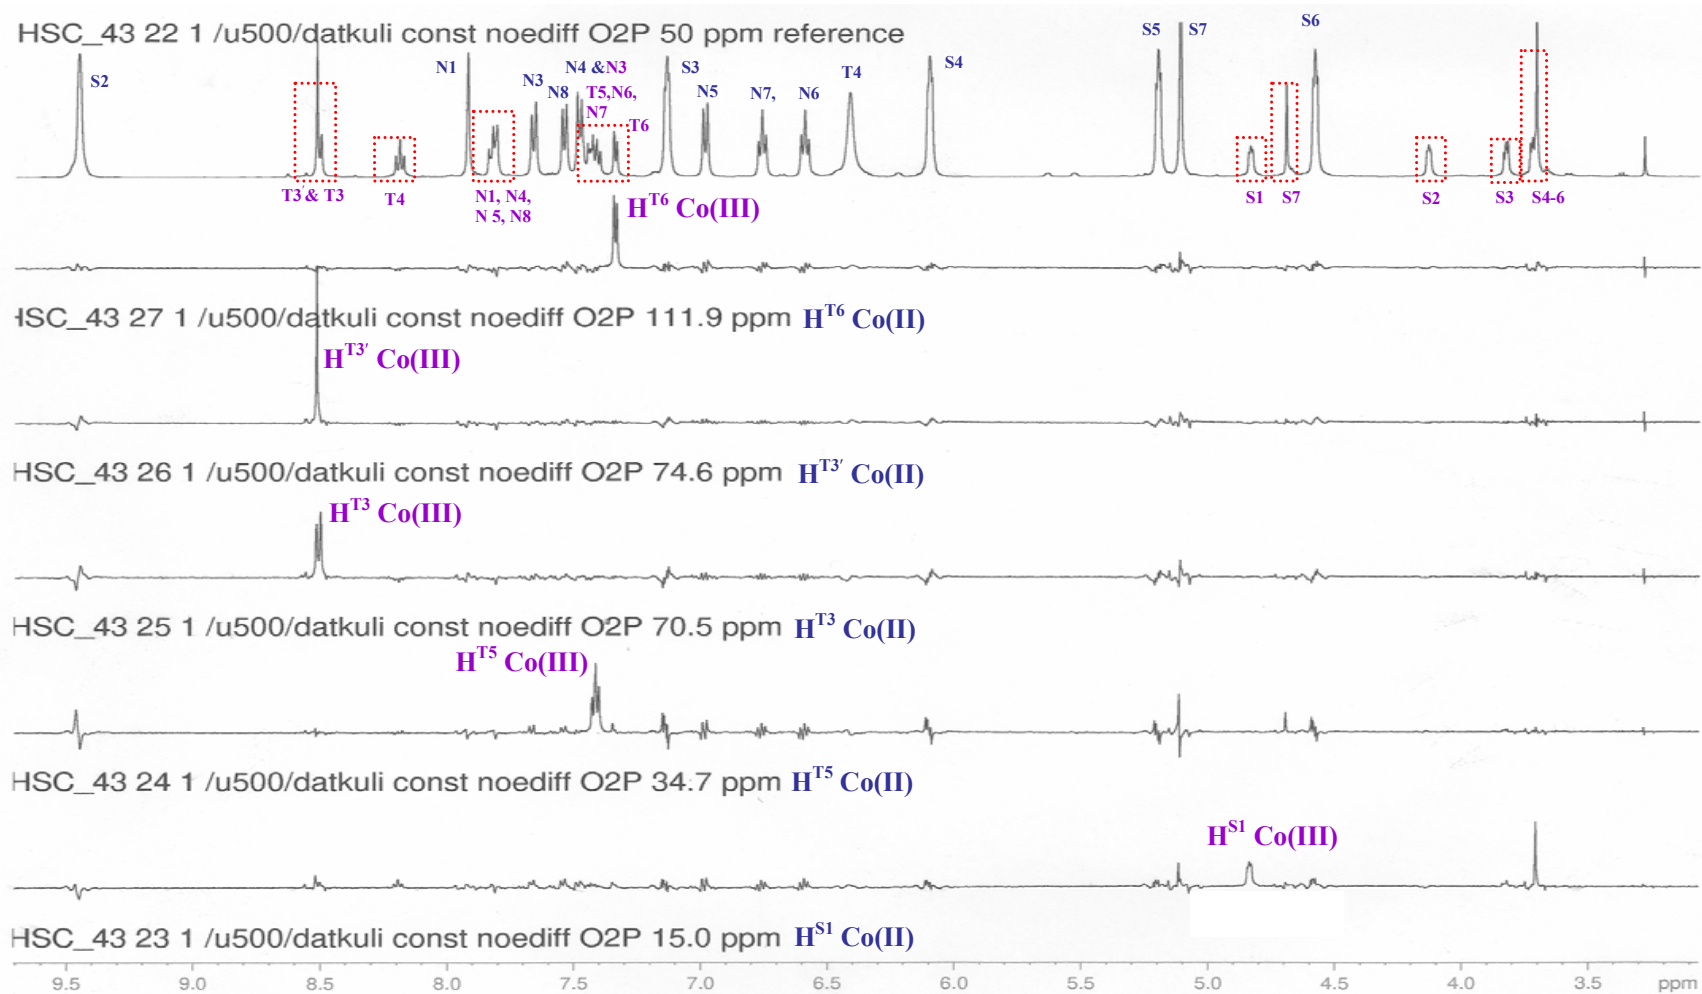 HSC_43 22 1 /u500/datkuli const noediff O2P 50 ppm reference
S2
N1
N3
N8
N4 &N3
T5,N6,
N7
T6
S3
N5
N7,
N6
T4
S4
S5
S7
S6
T3' & T3
T4
N1, N4,
N 5, N8
S1
S7
S2
S3
S4-6
H^T6 Co(III)
HSC_43 27 1 /u500/datkuli const noediff O2P 111.9 ppm H^T6 Co(II)
H^T3′ Co(III)
HSC_43 26 1 /u500/datkuli const noediff O2P 74.6 ppm H^T3′ Co(II)
H^T3 Co(III)
HSC_43 25 1 /u500/datkuli const noediff O2P 70.5 ppm H^T3 Co(II)
H^T5 Co(III)
HSC_43 24 1 /u500/datkuli const noediff O2P 34.7 ppm H^T5 Co(II)
H^S1 Co(III)
HSC_43 23 1 /u500/datkuli const noediff O2P 15.0 ppm H^S1 Co(II)
9.5 9.0 8.5 8.0 7.5 7.0 6.5 6.0 5.5 5.0 4.5 4.0 3.5 ppm